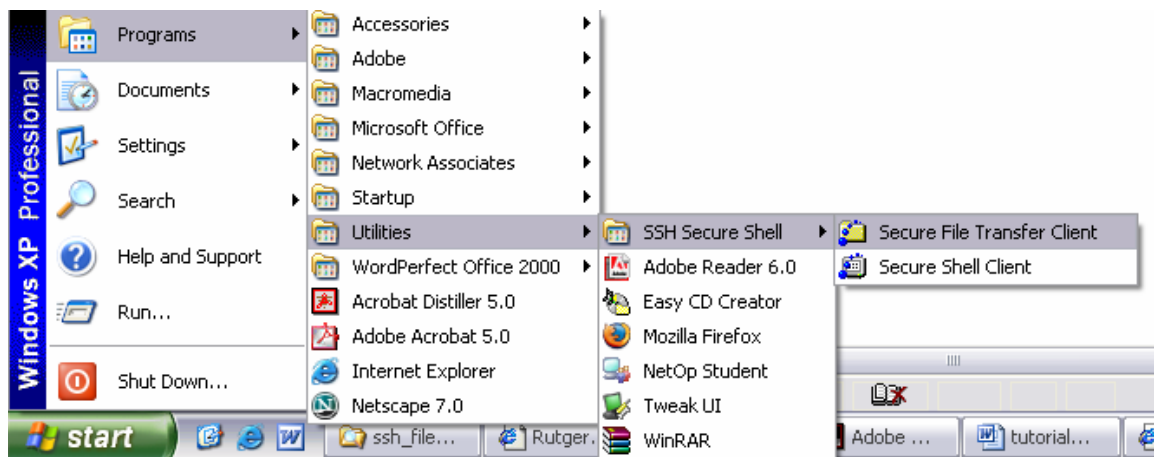 Windows XP Professional
Programs
Documents
Settings
Search
Help and Support
Run...
Shut Down...
Accessories
Adobe
Macromedia
Microsoft Office
Network Associates
Startup
Utilities
WordPerfect Office 2000
Acrobat Distiller 5.0
Adobe Acrobat 5.0
Internet Explorer
Netscape 7.0
SSH Secure Shell
Adobe Reader 6.0
Easy CD Creator
Mozilla Firefox
NetOp Student
Tweak UI
WinRAR
Secure File Transfer Client
Secure Shell Client
start
ssh_file...
Rutger.
Adobe ...
tutorial...